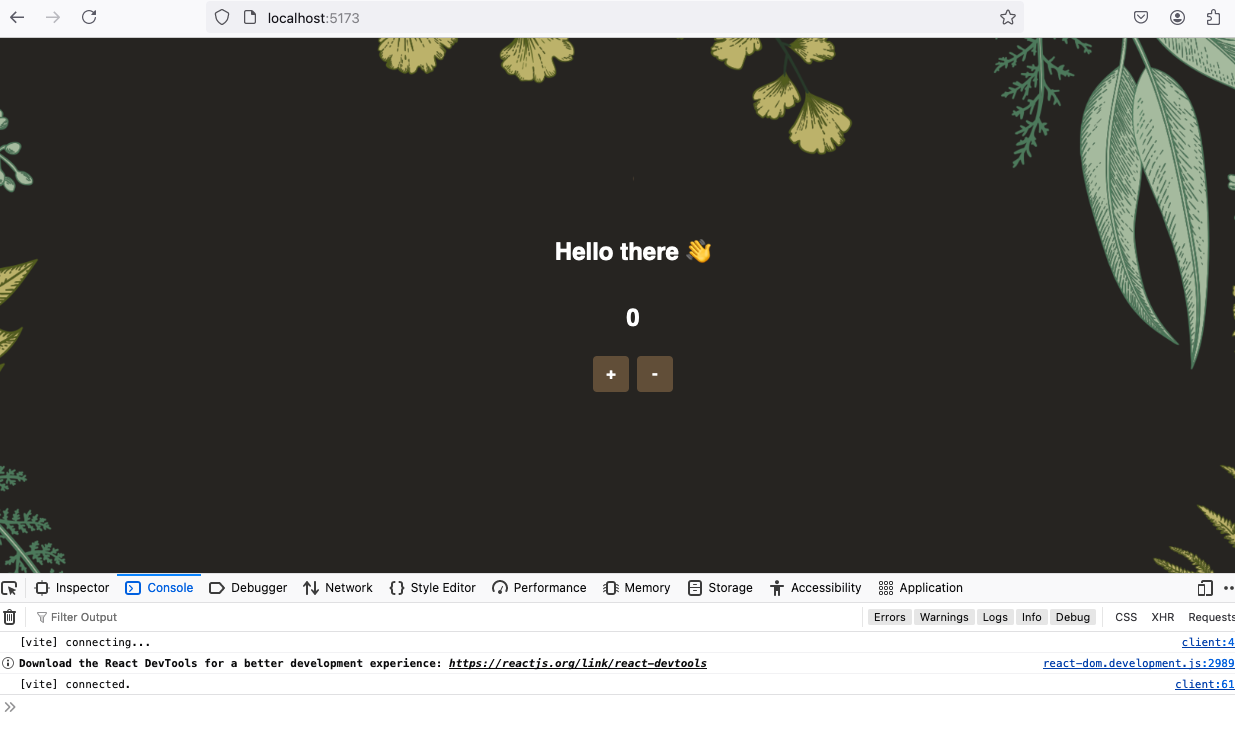 localhost:5173
Hello there 👋
0
+ -
Inspector Console Debugger Network Style Editor Performance Memory Storage Accessibility Application
Filter Output Errors Warnings Logs Info Debug CSS XHR Requests
[vite] connecting... client:4
Download the React DevTools for a better development experience: https://reactjs.org/link/react-devtools react-dom.development.js:2989
[vite] connected. client:61